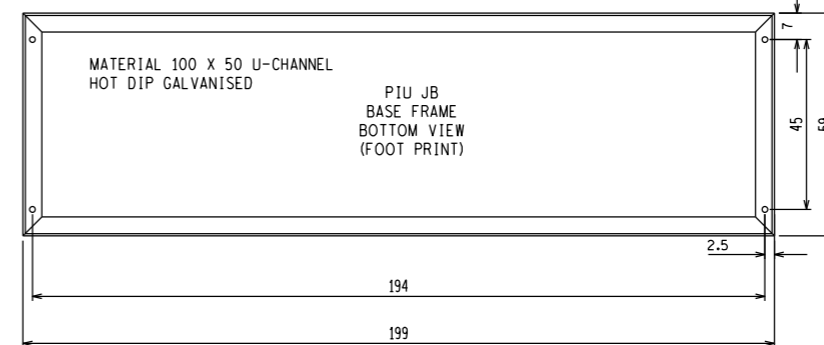 MATERIAL 100 X 50 U-CHANNEL
HOT DIP GALVANISED
PIU JB
BASE FRAME
BOTTOM VIEW
(FOOT PRINT)
7
45
2.5
194
199